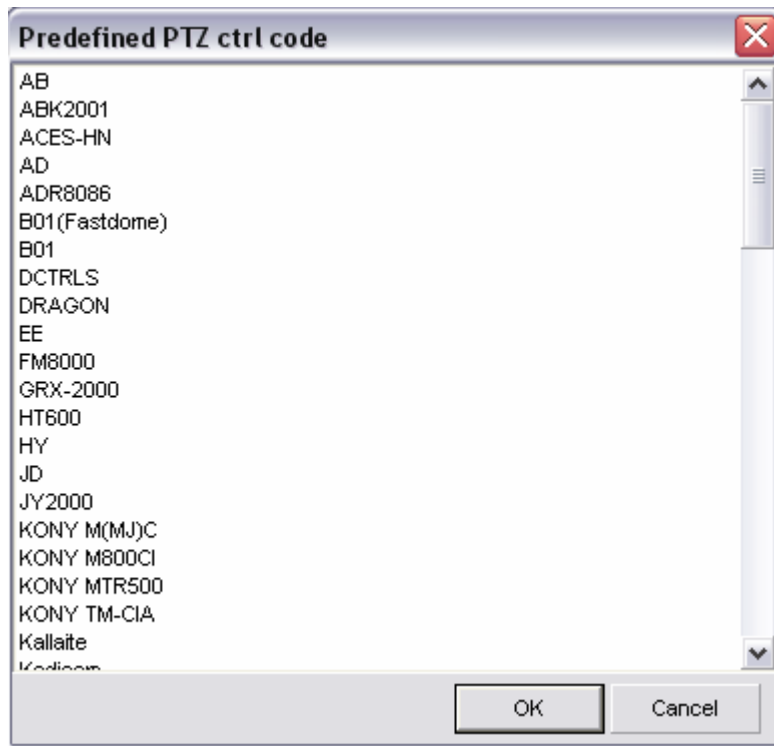 Predefined PTZ ctrl code
AB
ABK2001
ACES-HN
AD
ADR8086
B01(Fastdome)
B01
DCTRLS
DRAGON
EE
FM8000
GRX-2000
HT600
HY
JD
JY2000
KONY M(MJ)C
KONY M800CI
KONY MTR500
KONY TM-CIA
Kallaite
OK
Cancel